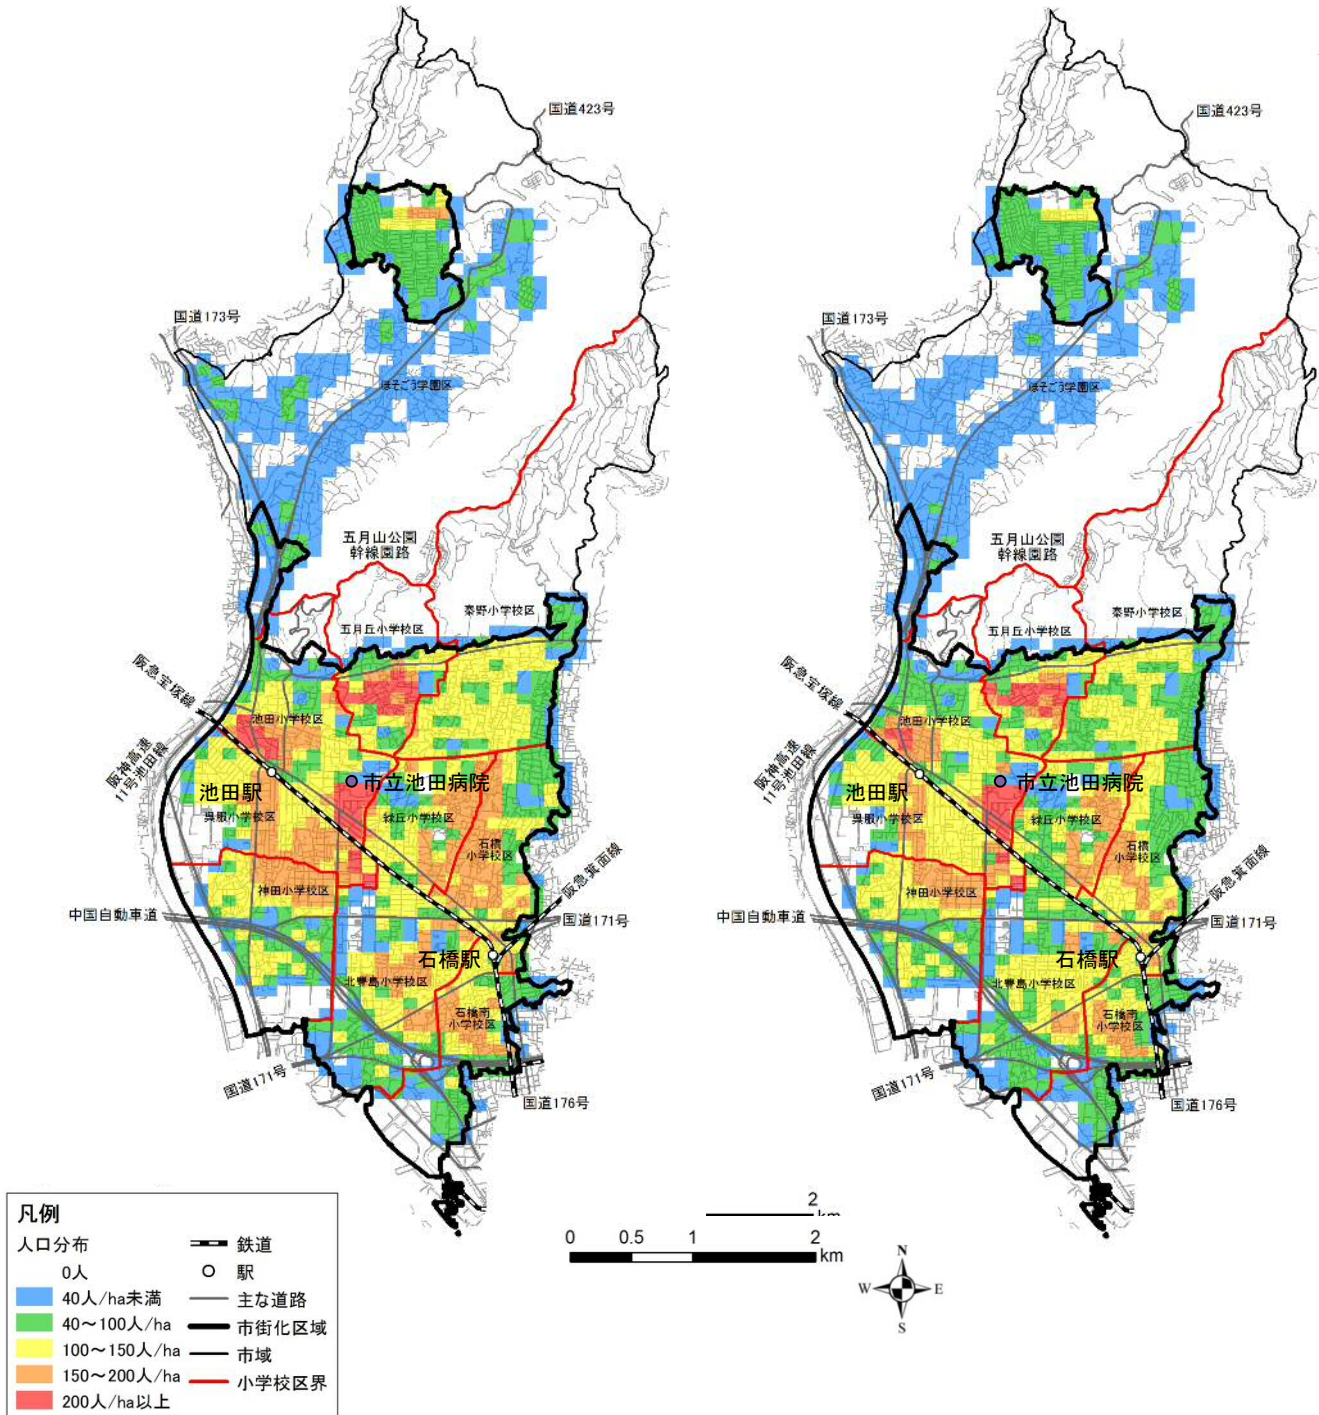 国道423号
国道173号
ほそごう学園区
五月山公園
幹線園路
秦野小学校区
五月丘小学校区
阪急宝塚線
池田小学校区
阪神高速
11号池田線
市立池田病院
池田駅
呉服小学校区
緑丘小学校区
石橋
小学校区
神田小学校区
阪急箕面線
中国自動車道
国道171号
石橋駅
北豊島小学校区
石橋南
小学校区
国道171号
国道176号
国道423号
国道173号
ほそごう学園区
五月山公園
幹線園路
秦野小学校区
五月丘小学校区
阪急宝塚線
池田小学校区
阪神高速
11号池田線
市立池田病院
池田駅
呉服小学校区
緑丘小学校区
石橋
小学校区
神田小学校区
阪急箕面線
中国自動車道
国道171号
石橋駅
北豊島小学校区
石橋南
小学校区
国道171号
国道176号
凡例
人口分布
0人
40人/ha未満
40～100人/ha
100～150人/ha
150～200人/ha
200人/ha以上
鉄道
駅
主な道路
市街化区域
市域
小学校区界
2
km
0 0.5 1 2
km
N
W E
S